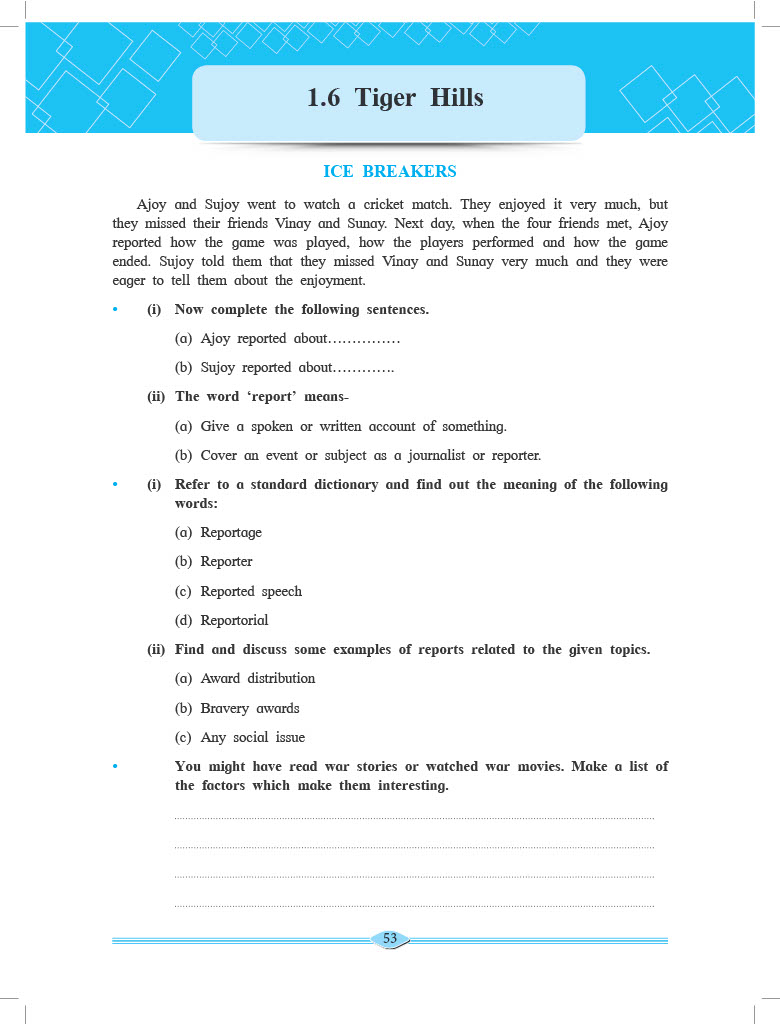 1.6 Tiger Hills
ICE BREAKERS
Ajoy and Sujoy went to watch a cricket match. They enjoyed it very much, but
they missed their friends Vinay and Sunay. Next day, when the four friends met, Ajoy
reported how the game was played, how the players performed and how the game
ended. Sujoy told them that they missed Vinay and Sunay very much and they were
eager to tell them about the enjoyment.
• (i) Now complete the following sentences.
(a) Ajoy reported about……………
(b) Sujoy reported about………….
(ii) The word ‘report’ means-
(a) Give a spoken or written account of something.
(b) Cover an event or subject as a journalist or reporter.
• (i) Refer to a standard dictionary and find out the meaning of the following
words:
(a) Reportage
(b) Reporter
(c) Reported speech
(d) Reportorial
(ii) Find and discuss some examples of reports related to the given topics.
(a) Award distribution
(b) Bravery awards
(c) Any social issue
• You might have read war stories or watched war movies. Make a list of
the factors which make them interesting.
53